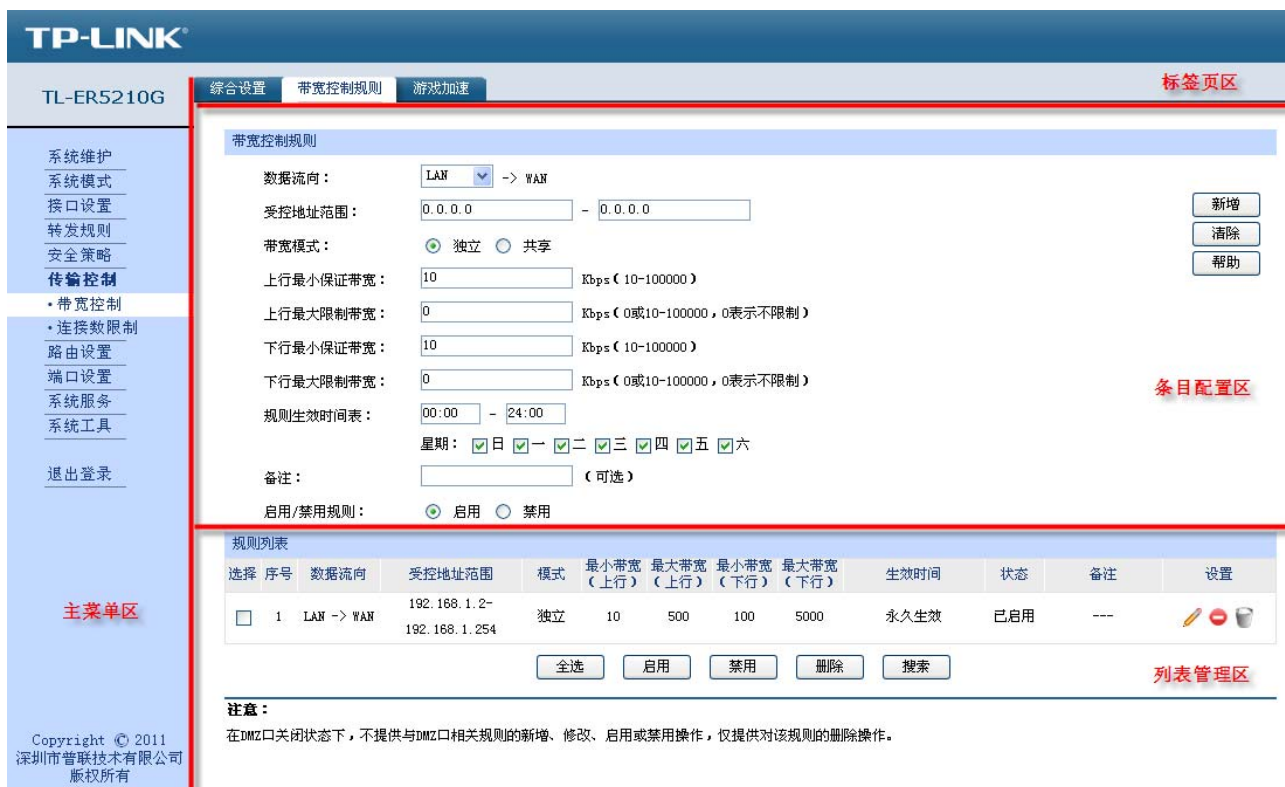 TP-LINK®
TL-ER5210G
综合设置 带宽控制规则 游戏加速 标签页区
系统维护
系统模式
接口设置
转发规则
安全策略
传输控制
•带宽控制
•连接数限制
路由设置
端口设置
系统服务
系统工具
退出登录
主菜单区
Copyright © 2011
深圳市普联技术有限公司
版权所有
带宽控制规则
数据流向： LAN -> WAN
受控地址范围： 0.0.0.0 - 0.0.0.0
带宽模式： 独立 共享
上行最小保证带宽： 10 Kbps（10-100000）
上行最大限制带宽： 0 Kbps（0或10-100000，0表示不限制）
下行最小保证带宽： 10 Kbps（10-100000）
下行最大限制带宽： 0 Kbps（0或10-100000，0表示不限制）
规则生效时间表： 00:00 - 24:00
星期： 日 一 二 三 四 五 六
备注： （可选）
启用/禁用规则： 启用 禁用
新增
清除
帮助
条目配置区
规则列表
选择 序号 数据流向 受控地址范围 模式 最小带宽（上行） 最大带宽（上行） 最小带宽（下行） 最大带宽（下行） 生效时间 状态 备注 设置
1 LAN -> WAN 192.168.1.2-192.168.1.254 独立 10 500 100 5000 永久生效 已启用 ---
全选 启用 禁用 删除 搜索
列表管理区
注意：
在DMZ口关闭状态下，不提供与DMZ口相关规则的新增、修改、启用或禁用操作，仅提供对该规则的删除操作。